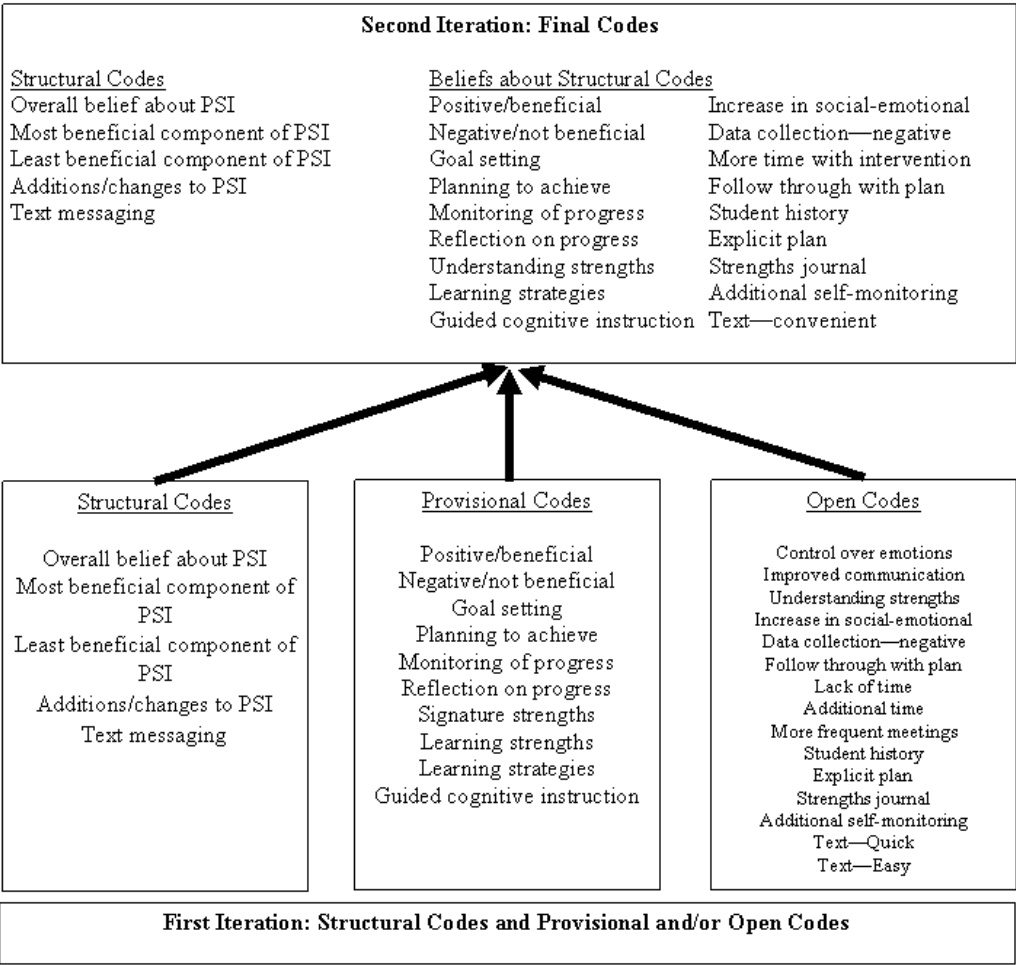 Second Iteration: Final Codes
Structural Codes
Overall belief about PSI
Most beneficial component of PSI
Least beneficial component of PSI
Additions/changes to PSI
Text messaging
Beliefs about Structural Codes
Positive/beneficial
Negative/not beneficial
Goal setting
Planning to achieve
Monitoring of progress
Reflection on progress
Understanding strengths
Learning strategies
Guided cognitive instruction
Increase in social-emotional
Data collection—negative
More time with intervention
Follow through with plan
Student history
Explicit plan
Strengths journal
Additional self-monitoring
Text—convenient
Structural Codes
Overall belief about PSI
Most beneficial component of
PSI
Least beneficial component of
PSI
Additions/changes to PSI
Text messaging
Provisional Codes
Positive/beneficial
Negative/not beneficial
Goal setting
Planning to achieve
Monitoring of progress
Reflection on progress
Signature strengths
Learning strengths
Learning strategies
Guided cognitive instruction
Open Codes
Control over emotions
Improved communication
Understanding strengths
Increase in social-emotional
Data collection—negative
Follow through with plan
Lack of time
Additional time
More frequent meetings
Student history
Explicit plan
Strengths journal
Additional self-monitoring
Text—Quick
Text—Easy
First Iteration: Structural Codes and Provisional and/or Open Codes